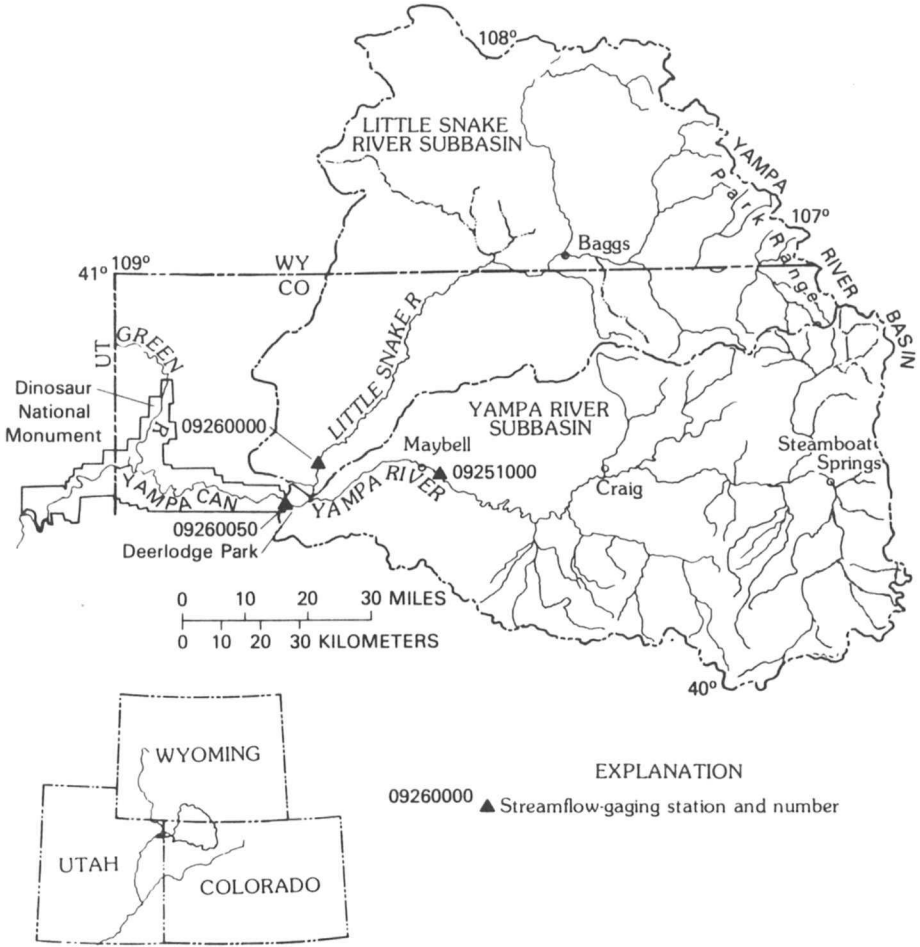 108°
LITTLE SNAKE
RIVER SUBBASIN
YAMPA RIVER BASIN
Park Range
107°
Baggs
41° 109°
WY
CO
UT
GREEN R
LITTLE SNAKE R
Dinosaur
National
Monument
09260000
YAMPA RIVER
SUBBASIN
Maybell
09251000
Steamboat
Springs
Craig
YAMPA CAN
YAMPA RIVER
09260050
Deerlodge Park
0 10 20 30 MILES
0 10 20 30 KILOMETERS
40°
WYOMING
UTAH
COLORADO
EXPLANATION
09260000
Streamflow-gaging station and number